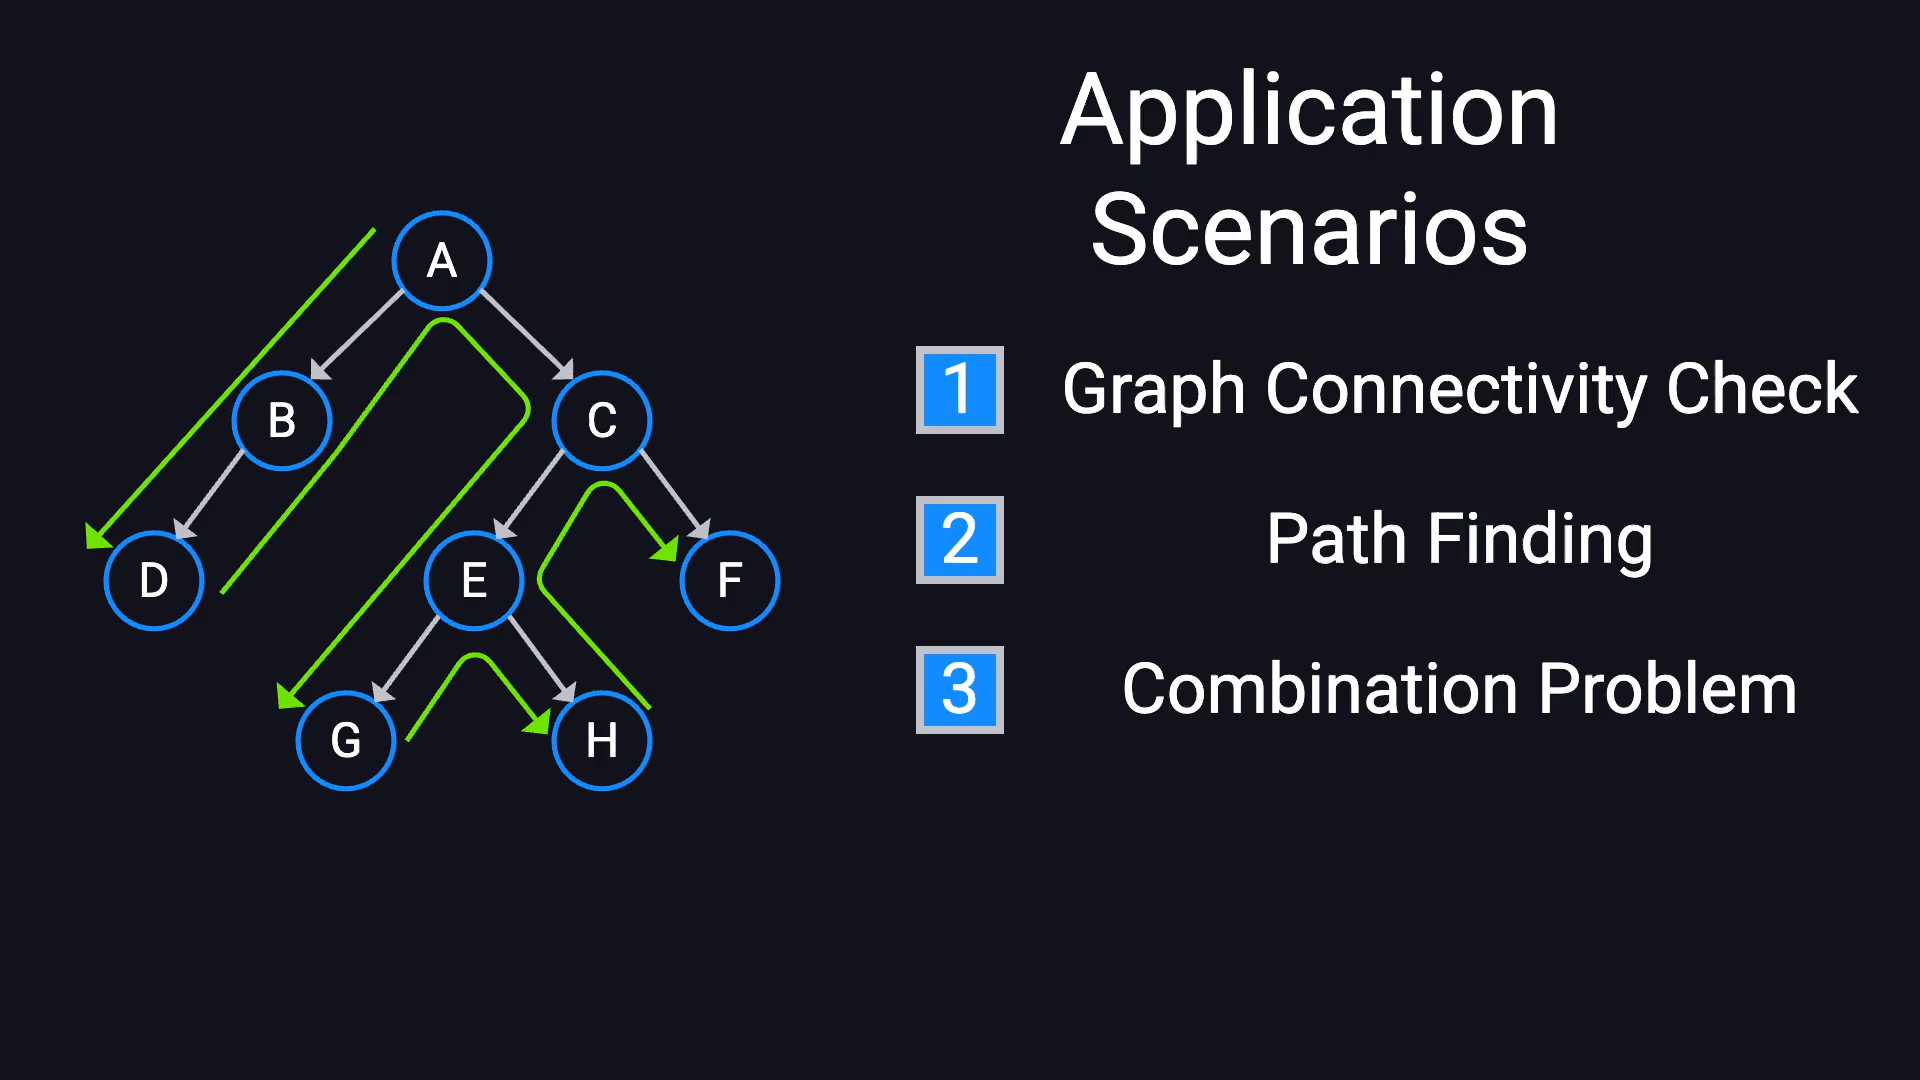 Application
Scenarios
A
B
C
D
E
F
G
H
1 Graph Connectivity Check
2 Path Finding
3 Combination Problem